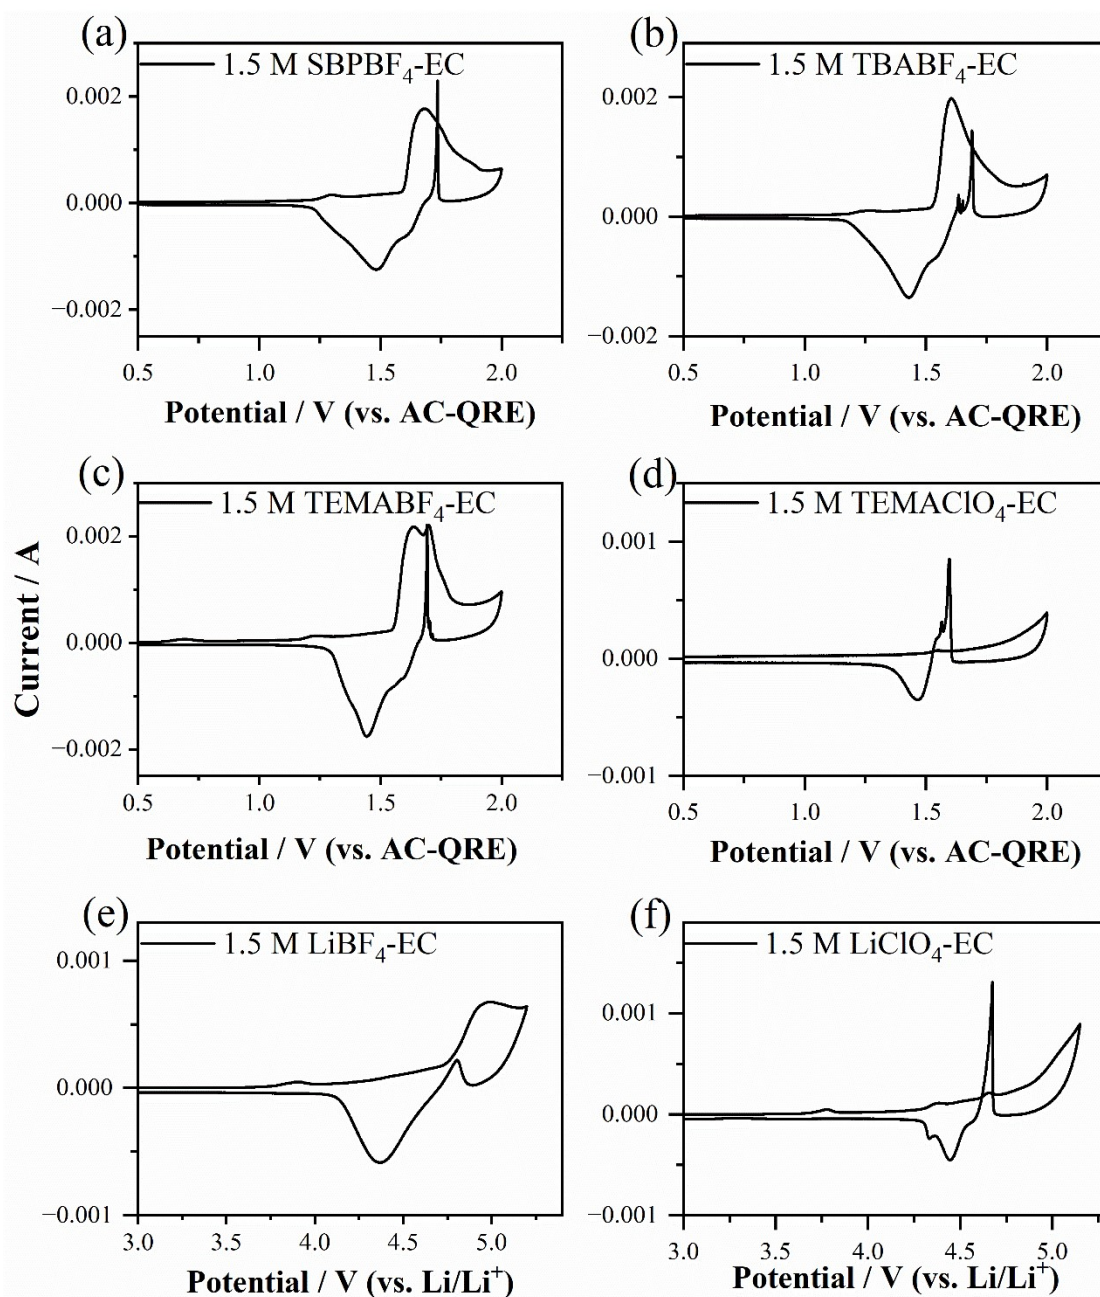 (a)
1.5 M SBPBF₄-EC
0.002
0.000
−0.002
0.5 1.0 1.5 2.0
Potential / V (vs. AC-QRE)
(b)
1.5 M TBABF₄-EC
0.002
0.000
−0.002
0.5 1.0 1.5 2.0
Potential / V (vs. AC-QRE)
(c)
1.5 M TEMABF₄-EC
0.002
0.000
−0.002
0.5 1.0 1.5 2.0
Potential / V (vs. AC-QRE)
(d)
1.5 M TEMAClO₄-EC
0.001
0.000
−0.001
0.5 1.0 1.5 2.0
Potential / V (vs. AC-QRE)
Current / A
(e)
1.5 M LiBF₄-EC
0.001
0.000
−0.001
3.0 3.5 4.0 4.5 5.0
Potential / V (vs. Li/Li⁺)
(f)
1.5 M LiClO₄-EC
0.001
0.000
−0.001
3.0 3.5 4.0 4.5 5.0
Potential / V (vs. Li/Li⁺)